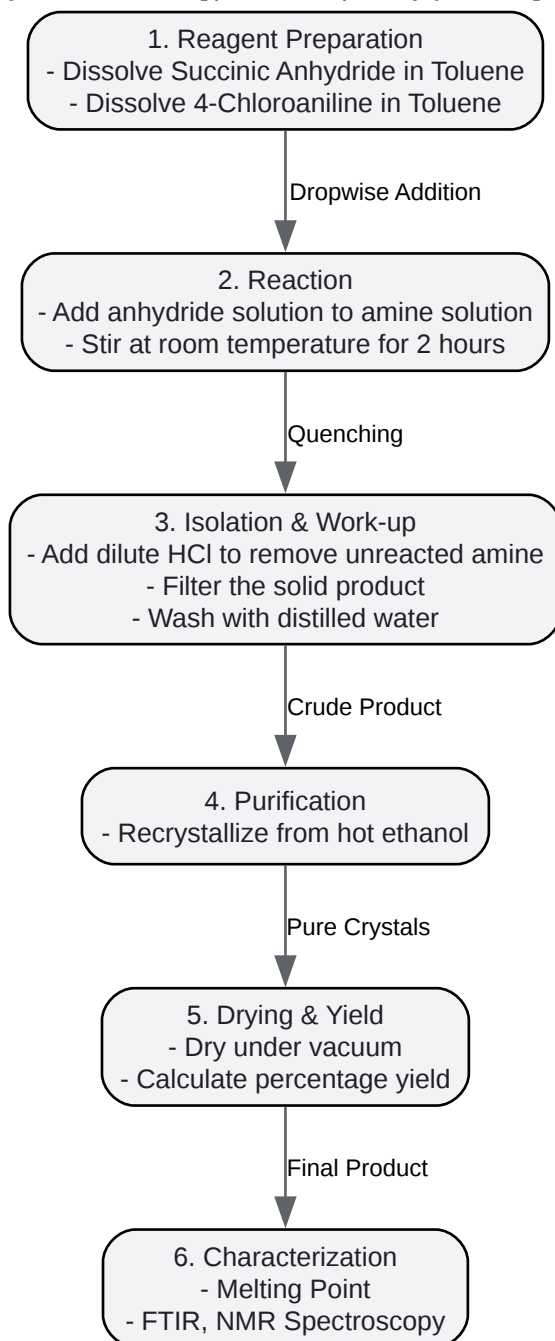 1. Reagent Preparation
- Dissolve Succinic Anhydride in Toluene
- Dissolve 4-Chloroaniline in Toluene
Dropwise Addition
2. Reaction
- Add anhydride solution to amine solution
- Stir at room temperature for 2 hours
Quenching
3. Isolation & Work-up
- Add dilute HCl to remove unreacted amine
- Filter the solid product
- Wash with distilled water
Crude Product
4. Purification
- Recrystallize from hot ethanol
Pure Crystals
5. Drying & Yield
- Dry under vacuum
- Calculate percentage yield
Final Product
6. Characterization
- Melting Point
- FTIR, NMR Spectroscopy